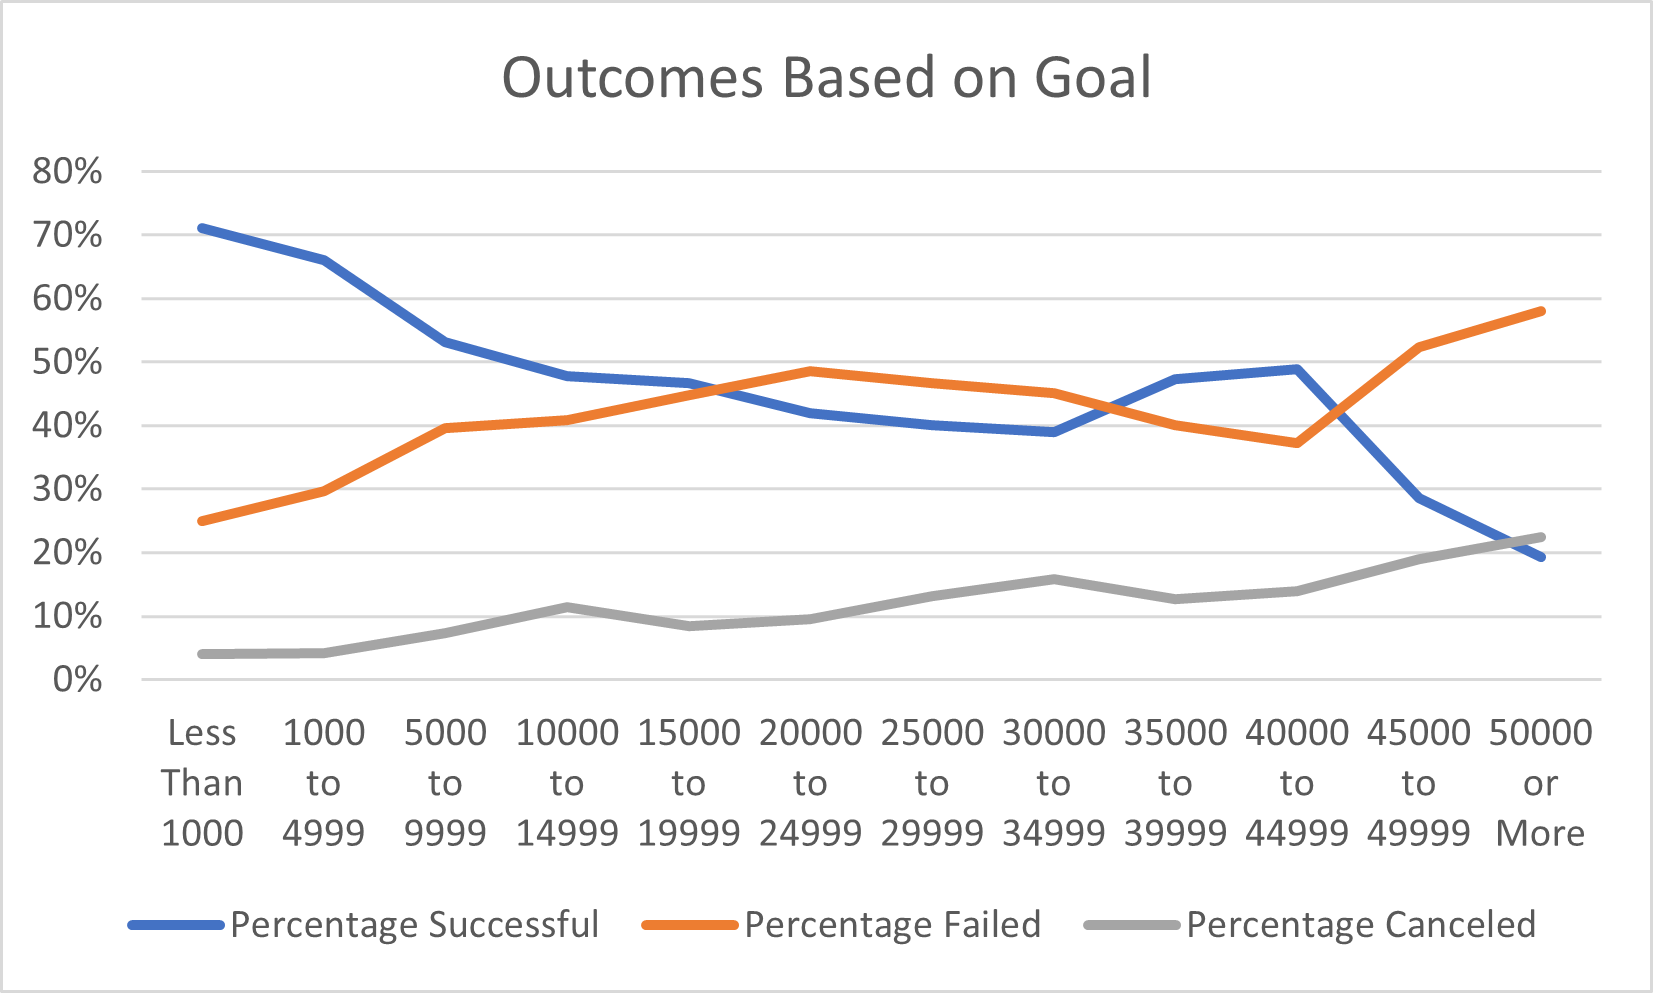 Outcomes Based on Goal
80%
70%
60%
50%
40%
30%
20%
10%
0%
Less Than 1000
1000 to 4999
5000 to 9999
10000 to 14999
15000 to 19999
20000 to 24999
25000 to 29999
30000 to 34999
35000 to 39999
40000 to 44999
45000 to 49999
50000 or More
Percentage Successful
Percentage Failed
Percentage Canceled